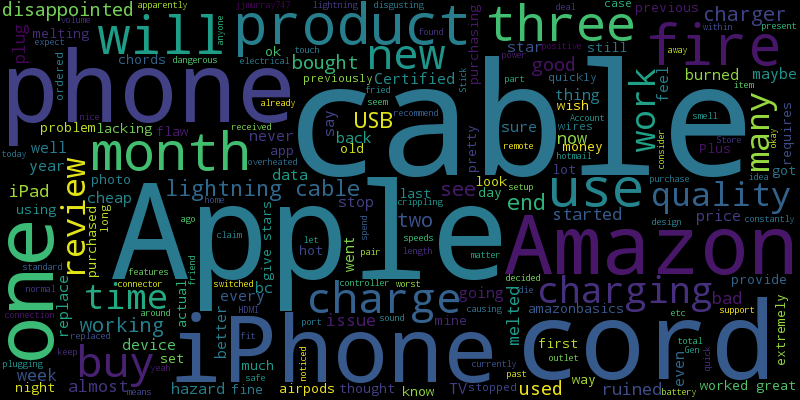 disappointed
apparently
jjmurray747
lightning
disgusting
volume
anyone
product
three
previous
case
deal
charger
present
within
expect
plug
melting
will
new
purchasing
star
still
fire
touch
electrical
found
positive
away
power
ordered
chords
dangerous
ok
bought
previously
Certified
good
quickly
maybe
burned
phone
cable
fried
seem
part
Stick
thing
wish
work
feel
many
item
smell
already
USB
recommend
Account
wires
problem
lacking
flaw
never
say
back
sure
now
remote
okay
consider
Plus
Store
requires
nice
received
today
well
month
app
old
pretty
money
hotmail
idea
got
year
overheated
data
look
setup
lot
purchase
iPad
photo
lightning cable
see
day
use
quality
one
review
using
cheap
last
crippling
stop
two
end
started
price
design
constantly
purchased
long
ago
home
claim
give stars
let
hot
spend
speeds
pair
length
went
matter
Apple
Amazon
decided
die
provide
standard
features
friend
normal
replace
time
connector
actual
switched
bc
HDMI
charge
controller
worst
going
charging
bad
extremely
melted
amazonbasics
etc
support
connection
replaced
working
around
every
better
fit
port
sound
issue
causing
mine
iPhone
cord
first
outlet
even
total
Gen
quick
plugging
buy
device
set
much
noticed
TV
stopped
currently
past
way
ruined
worked great
battery
week
night
keep
yeah
almost
means
hazard
safe
fine
airpods
thought
know
used